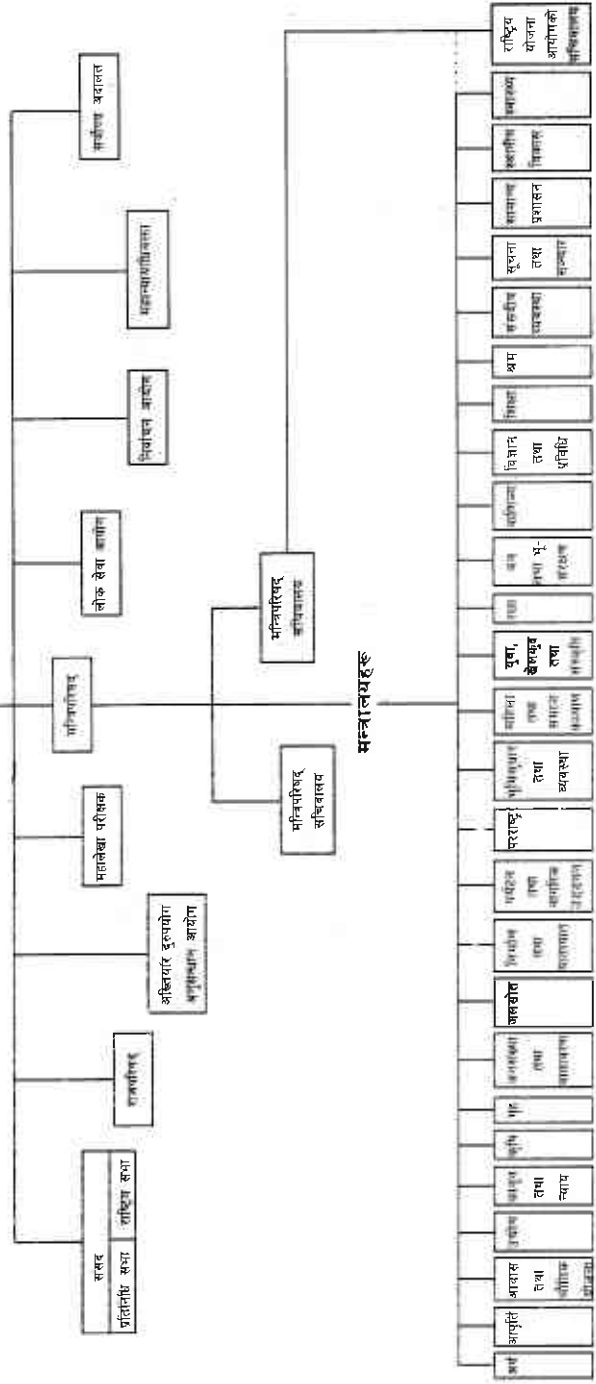 संसद
प्रतिनिधि सभा
राष्ट्रिय सभा
राजपरिषद्
अख्तियार दुरुपयोग
अनुसन्धान आयोग
महालेखा परीक्षक
मन्त्रिपरिषद्
लोक सेवा आयोग
निर्वाचन आयोग
महान्यायाधिवक्ता
सर्वोच्च अदालत
मन्त्रिपरिषद्
सचिवालय
मन्त्रिपरिषद्
सचिवालय
मन्त्रालयहरू
अर्थ
आपूर्ति
आवास
तथा
भौतिक
योजना
उद्योग
कानून
तथा
न्याय
कृषि
गृह
जनसंख्या
तथा
वातावरण
जलस्रोत
निर्माण
तथा
यातायात
पर्यटन
तथा
नागरिक
उड्डयन
परराष्ट्र
भूमिसुधार
तथा
व्यवस्था
महिला
तथा
समाज
कल्याण
युवा,
खेलकुद
तथा
संस्कृति
रक्षा
वन
तथा भू-
संरक्षण
वाणिज्य
विज्ञान
तथा
प्रविधि
शिक्षा
श्रम
संसदीय
व्यवस्था
सूचना
तथा
सञ्चार
सामान्य
प्रशासन
स्थानीय
विकास
स्वास्थ्य
राष्ट्रिय
योजना
आयोगको
सचिवालय